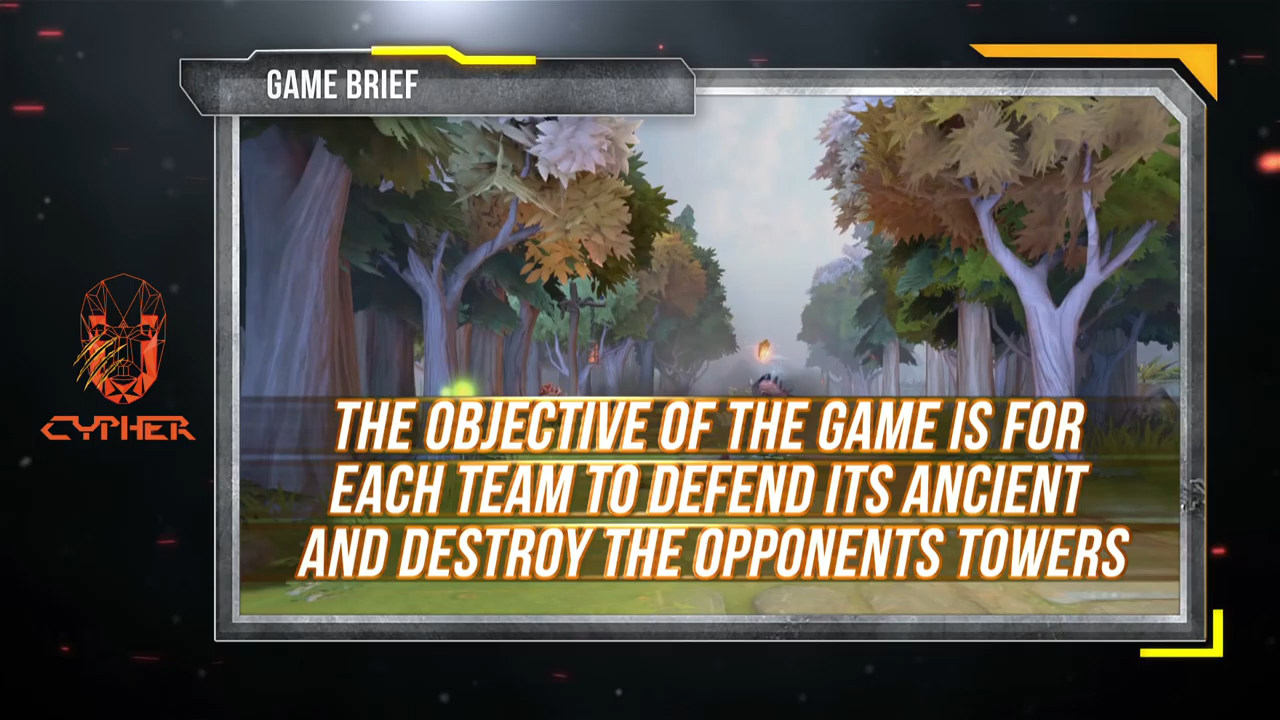 GAME BRIEF
CYPHER
THE OBJECTIVE OF THE GAME IS FOR
EACH TEAM TO DEFEND ITS ANCIENT
AND DESTROY THE OPPONENTS TOWERS